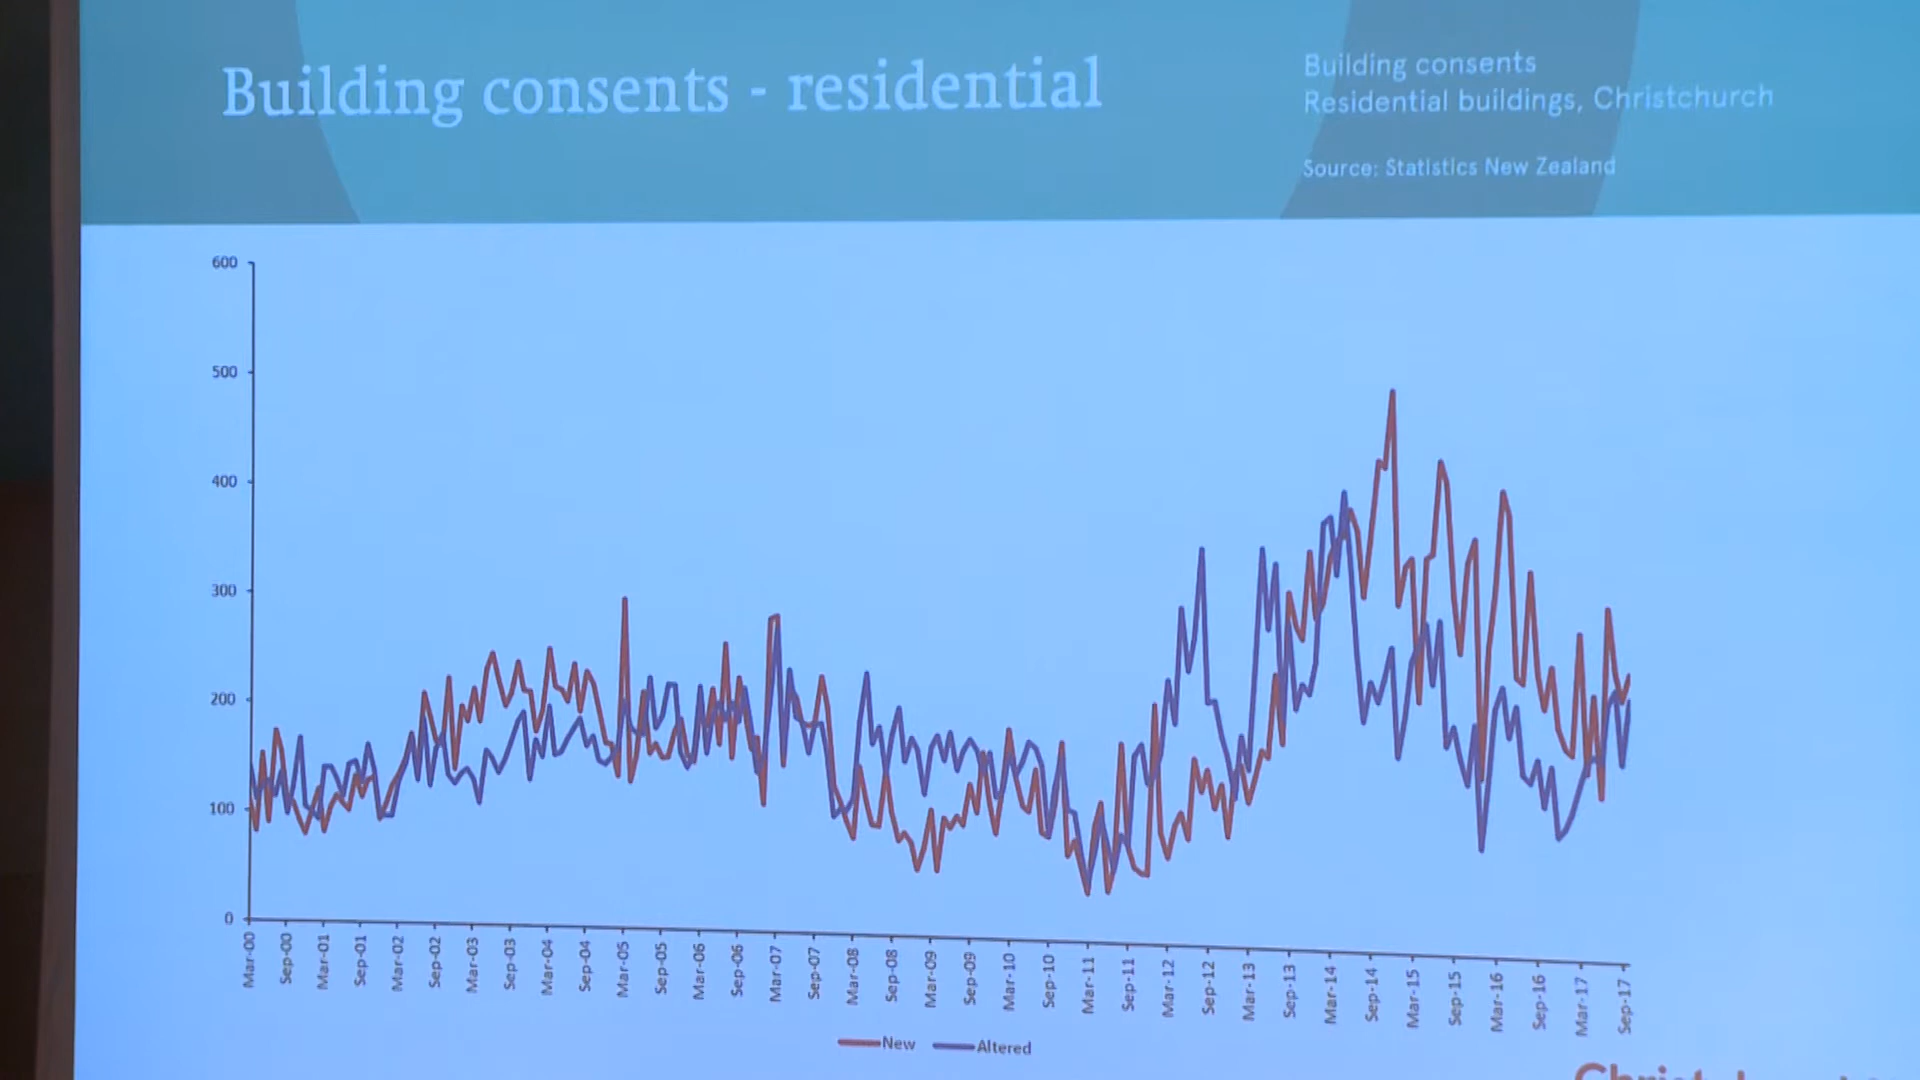 Building consents - residential
Building consents
Residential buildings, Christchurch
Source: Statistics New Zealand
600
500
400
300
200
100
0
Mar-00
Sep-00
Mar-01
Sep-01
Mar-02
Sep-02
Mar-03
Sep-03
Mar-04
Sep-04
Mar-05
Sep-05
Mar-06
Sep-06
Mar-07
Sep-07
Mar-08
Sep-08
Mar-09
Sep-09
Mar-10
Sep-10
Mar-11
Sep-11
Mar-12
Sep-12
Mar-13
Sep-13
Mar-14
Sep-14
Mar-15
Sep-15
Mar-16
Sep-16
Mar-17
Sep-17
New
Altered